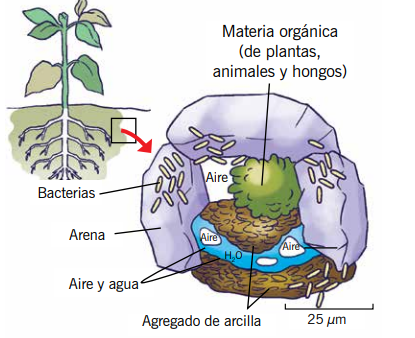 Materia orgánica
(de plantas,
animales y hongos)
Aire
Bacterias
Arena
Aire
Aire
H₂O
Aire y agua
Agregado de arcilla
25 µm